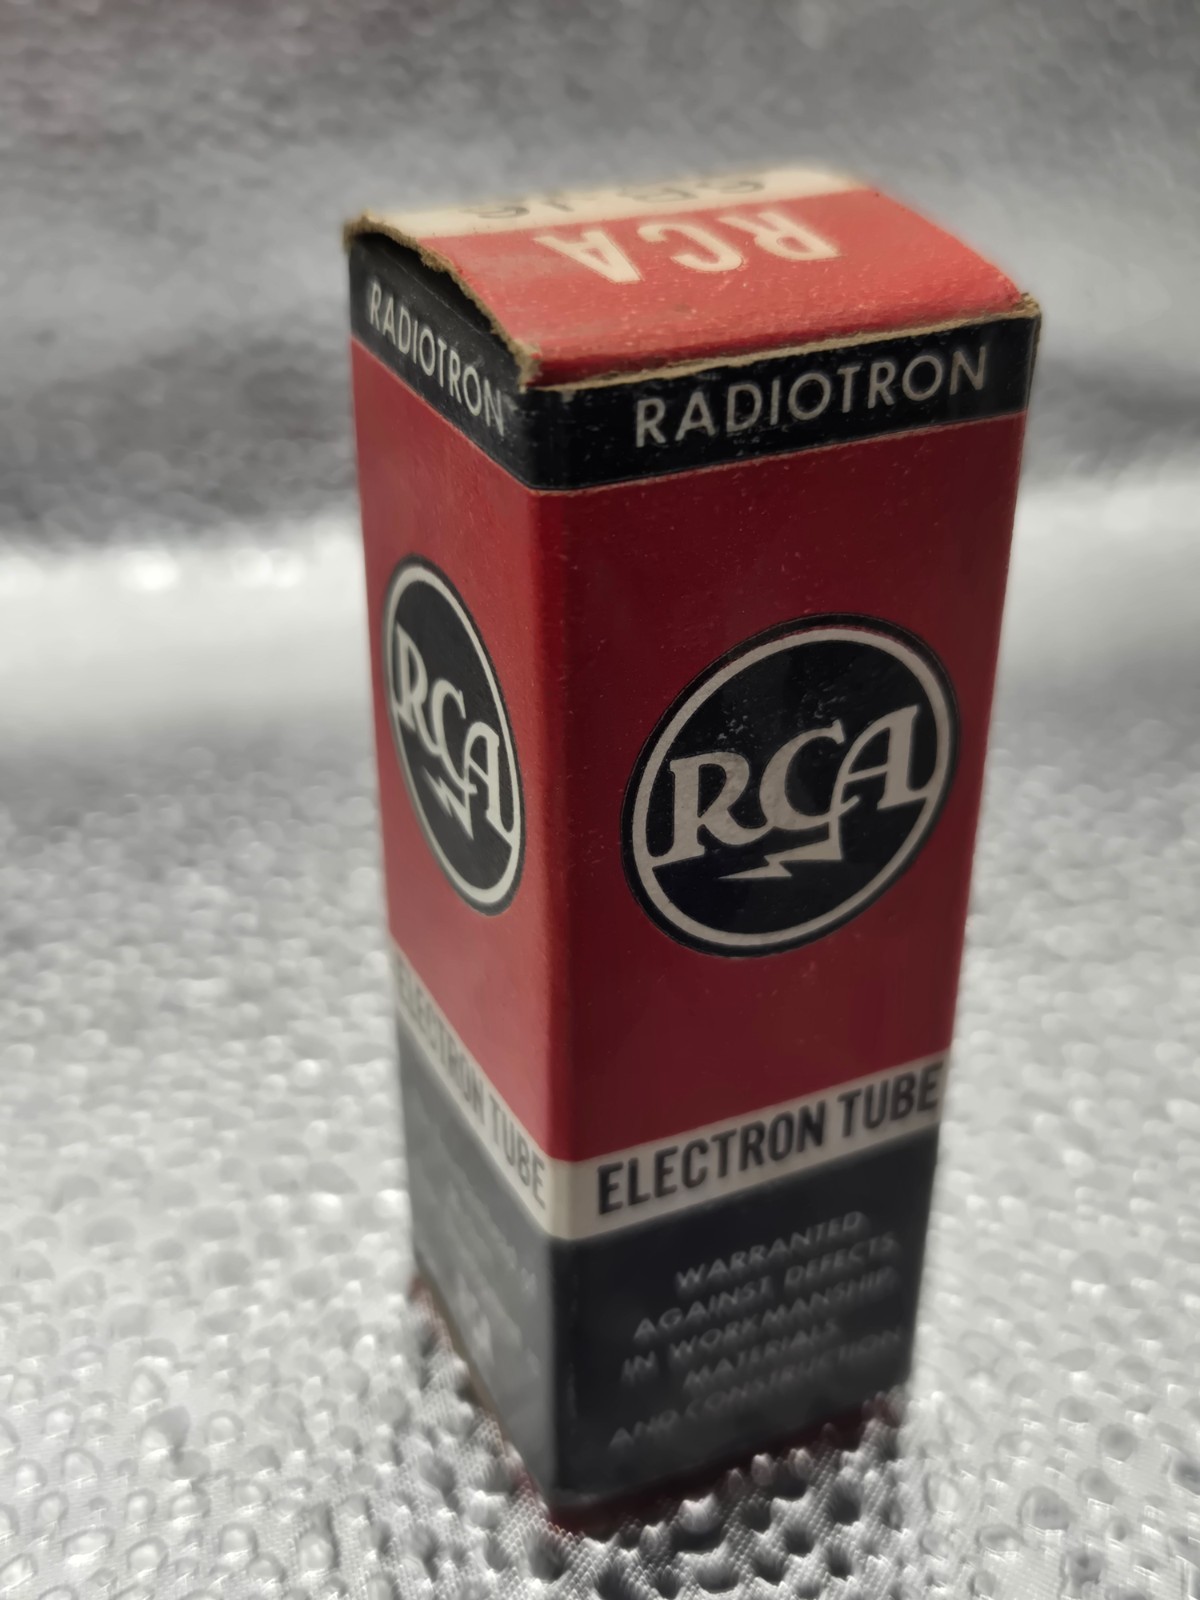 RCA
RADIOTRON
RCA
ELECTRON TUBE
RADIOTRON
RCA
ELECTRON TUBE
WARRANTED
AGAINST DEFECTS
IN WORKMANSHIP,
MATERIALS
AND CONSTRUCTION